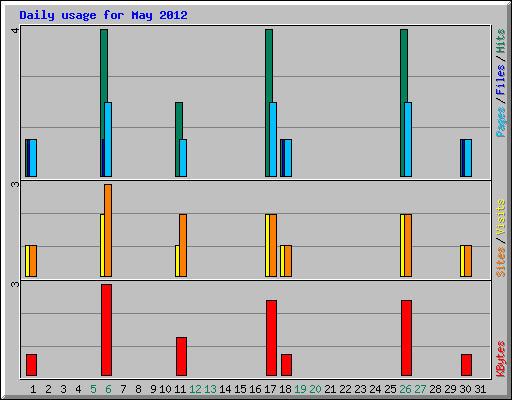 Daily usage for May 2012
4
Pages/Files/Hits
3
Sites/Visits
3
KBytes
1 2 3 4 5 6 7 8 9 10 11 12 13 14 15 16 17 18 19 20 21 22 23 24 25 26 27 28 29 30 31